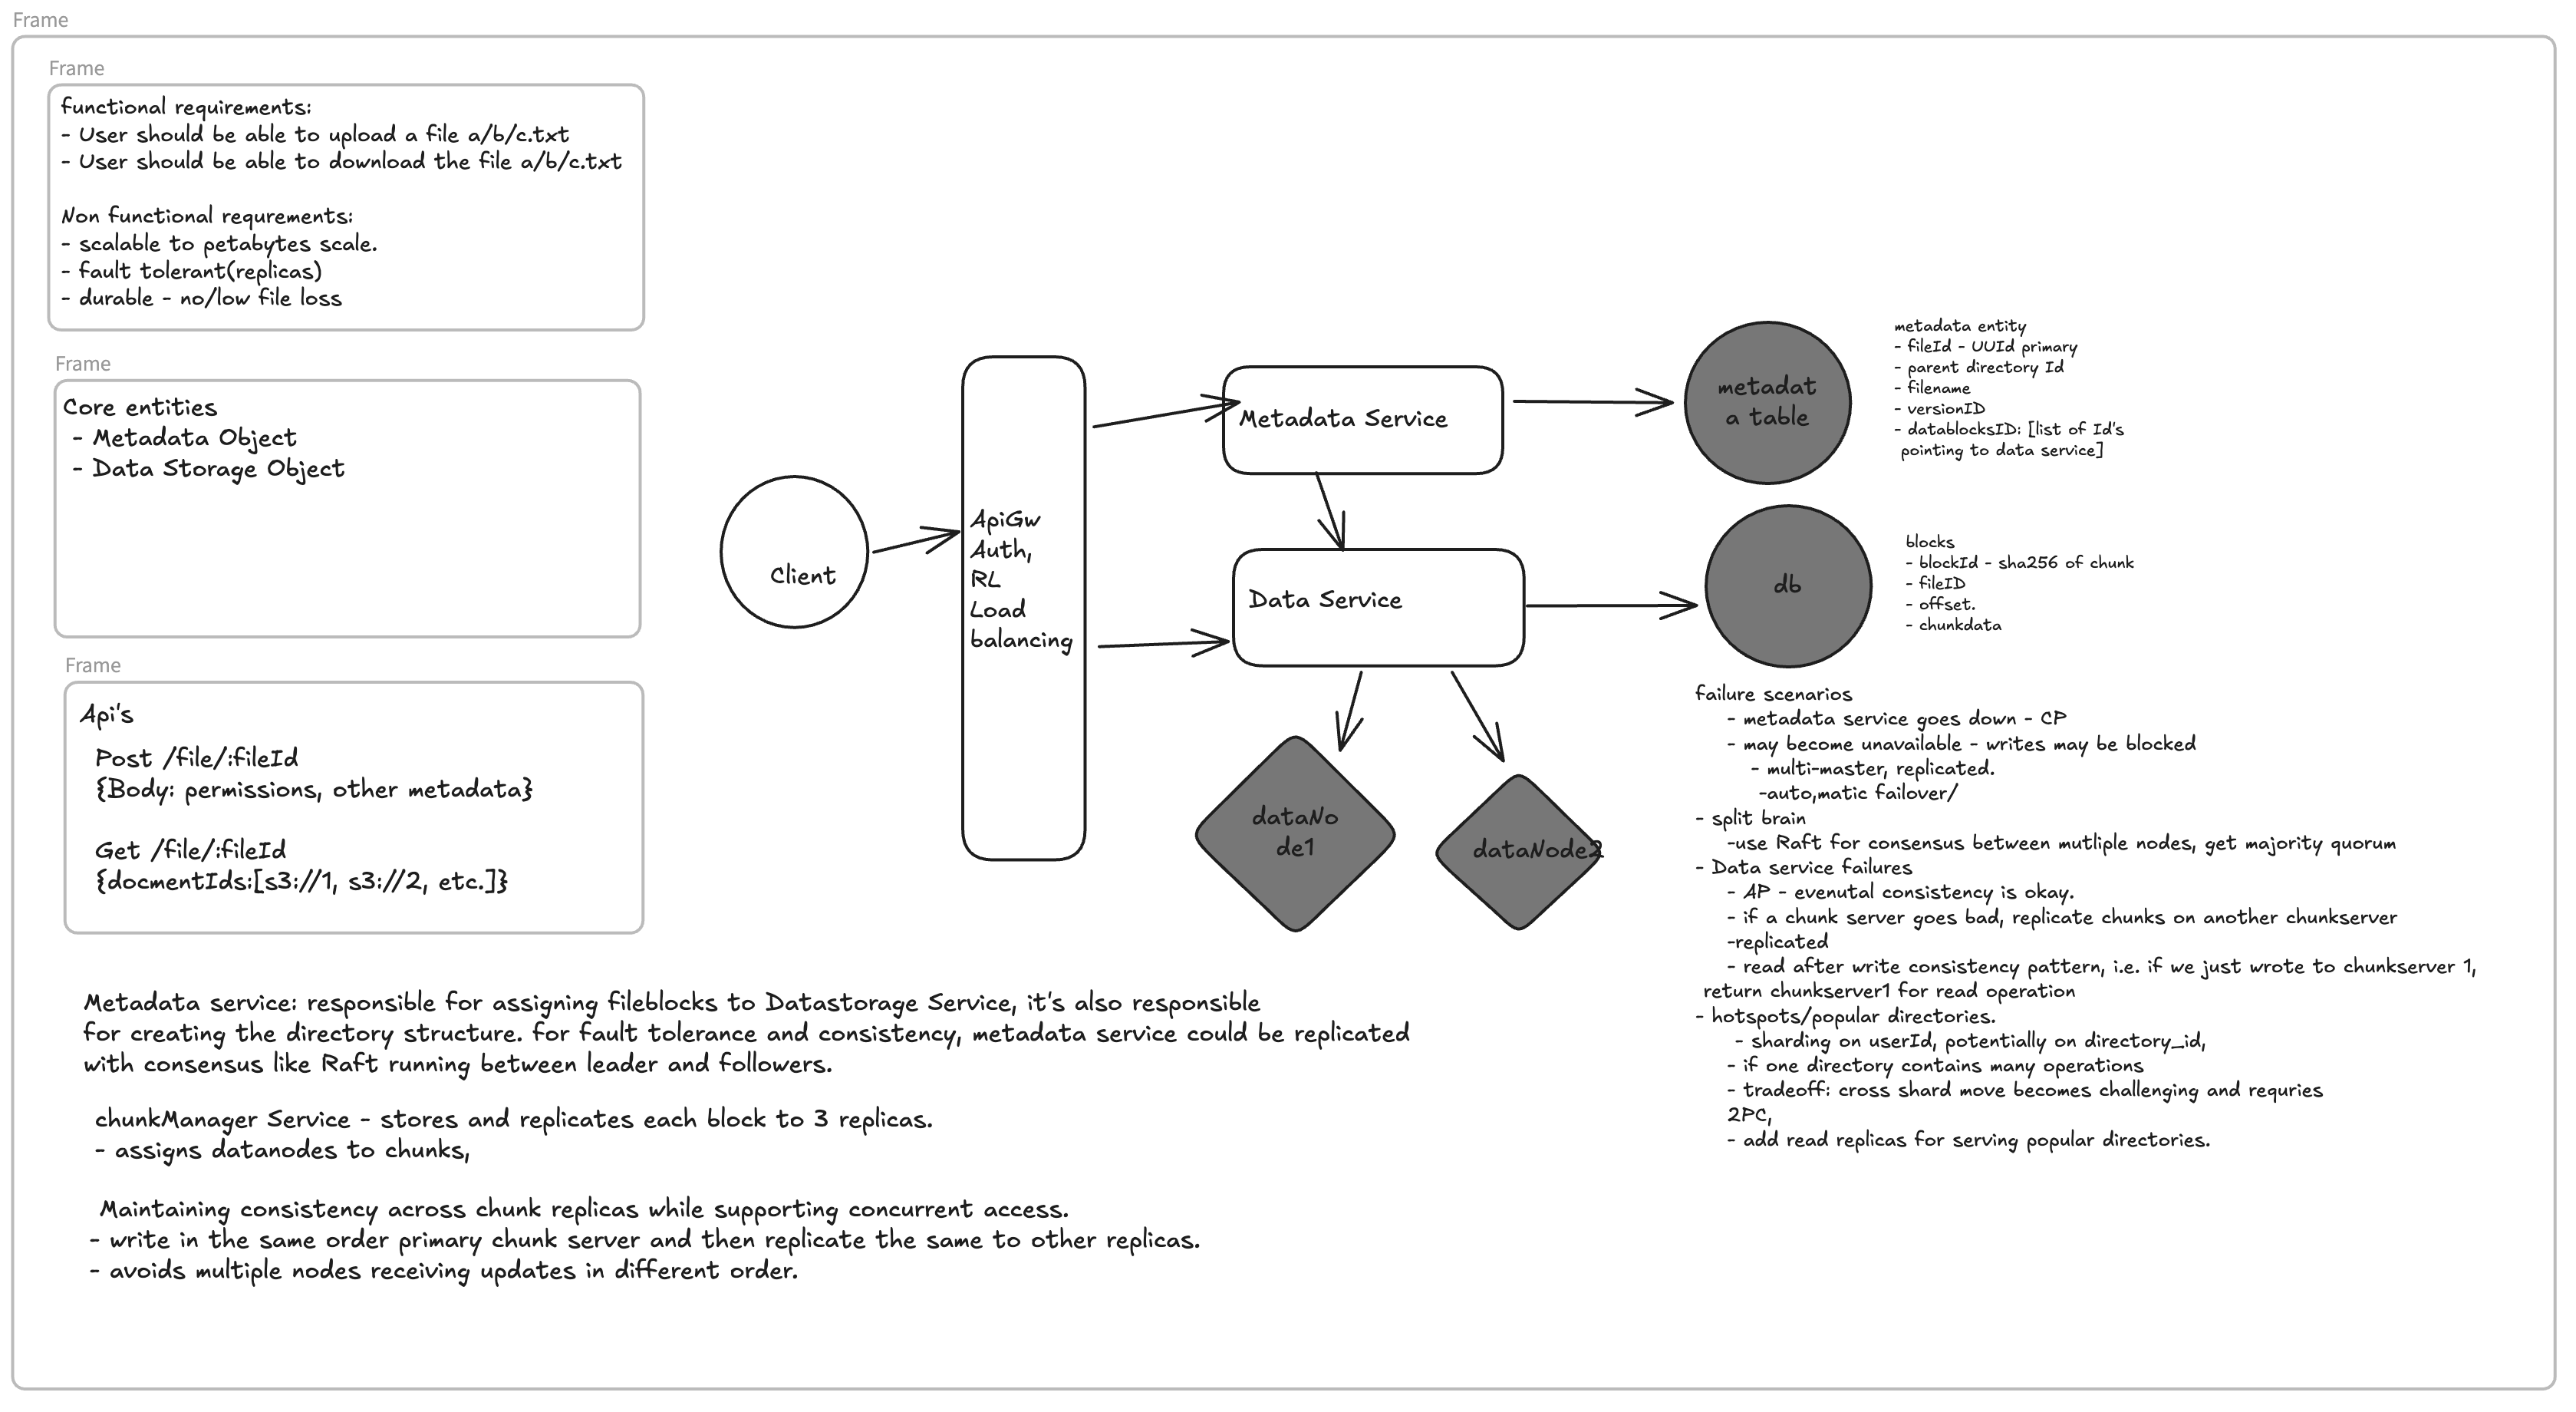 Frame
Frame
functional requirements:
- User should be able to upload a file a/b/c.txt
- User should be able to download the file a/b/c.txt
Non functional requrements:
- scalable to petabytes scale.
- fault tolerant(replicas)
- durable - no/low file loss
Frame
Core entities
- Metadata Object
- Data Storage Object
Frame
Api's
Post /file/:fileId
{Body: permissions, other metadata}
Get /file/:fileId
{docmentIds:[s3://1, s3://2, etc.]}
Client
ApiGw
Auth,
RL
Load
balancing
Metadata Service
Data Service
metadat
a table
db
dataNo
de1
dataNode2
metadata entity
- fileId - UUId primary
- parent directory Id
- filename
- versionID
- datablocksID: [list of Id's
pointing to data service]
blocks
- blockId - sha256 of chunk
- fileID
- offset.
- chunkdata
failure scenarios
- metadata service goes down - CP
- may become unavailable - writes may be blocked
- multi-master, replicated.
-auto,matic failover/
- split brain
-use Raft for consensus between mutliple nodes, get majority quorum
- Data service failures
- AP - evenutal consistency is okay.
- if a chunk server goes bad, replicate chunks on another chunkserver
-replicated
- read after write consistency pattern, i.e. if we just wrote to chunkserver 1,
return chunkserver1 for read operation
- hotspots/popular directories.
- sharding on userId, potentially on directory_id,
- if one directory contains many operations
- tradeoff: cross shard move becomes challenging and requries
2PC,
- add read replicas for serving popular directories.
Metadata service: responsible for assigning fileblocks to Datastorage Service, it's also responsible
for creating the directory structure. for fault tolerance and consistency, metadata service could be replicated
with consensus like Raft running between leader and followers.
chunkManager Service - stores and replicates each block to 3 replicas.
- assigns datanodes to chunks,
Maintaining consistency across chunk replicas while supporting concurrent access.
- write in the same order primary chunk server and then replicate the same to other replicas.
- avoids multiple nodes receiving updates in different order.